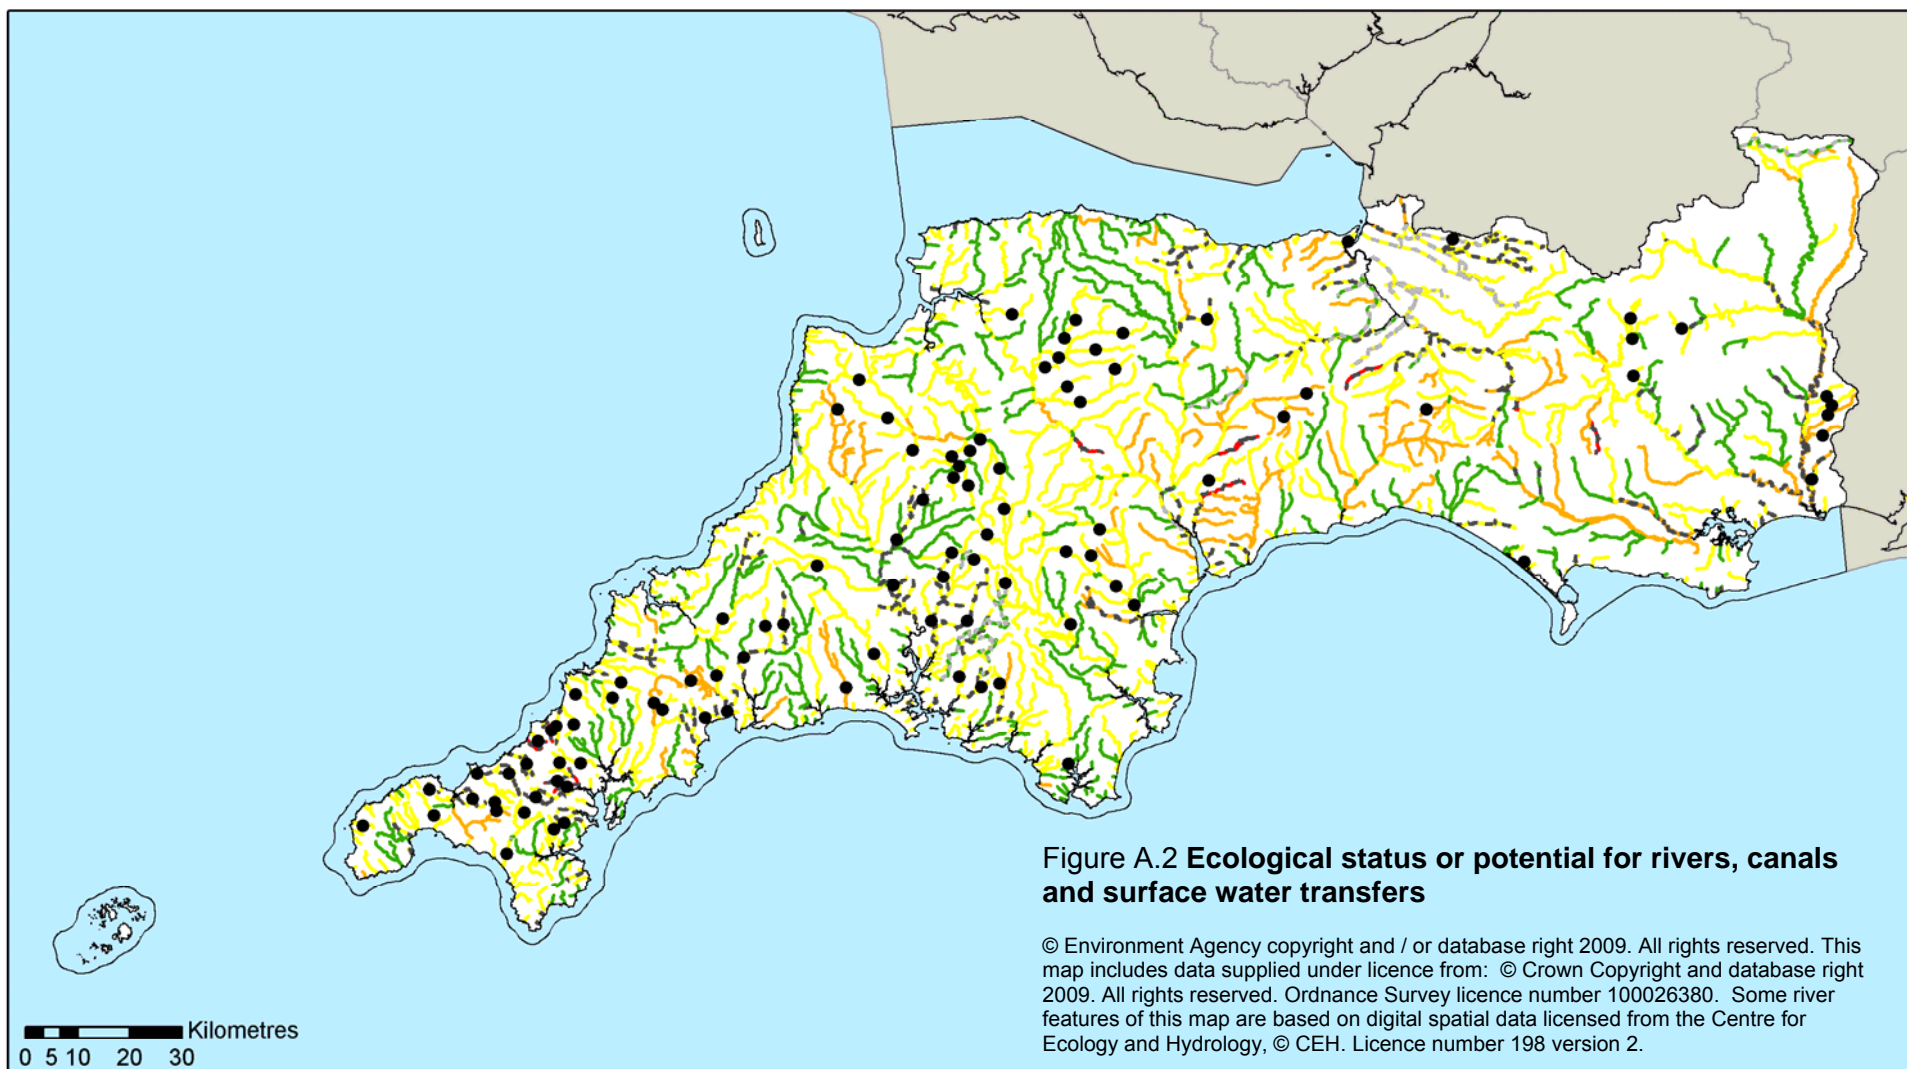 Figure A.2 Ecological status or potential for rivers, canals
and surface water transfers
© Environment Agency copyright and / or database right 2009. All rights reserved. This
map includes data supplied under licence from:  © Crown Copyright and database right
2009. All rights reserved. Ordnance Survey licence number 100026380.  Some river
features of this map are based on digital spatial data licensed from the Centre for
Ecology and Hydrology, © CEH. Licence number 198 version 2.
Kilometres
0 5 10 20 30